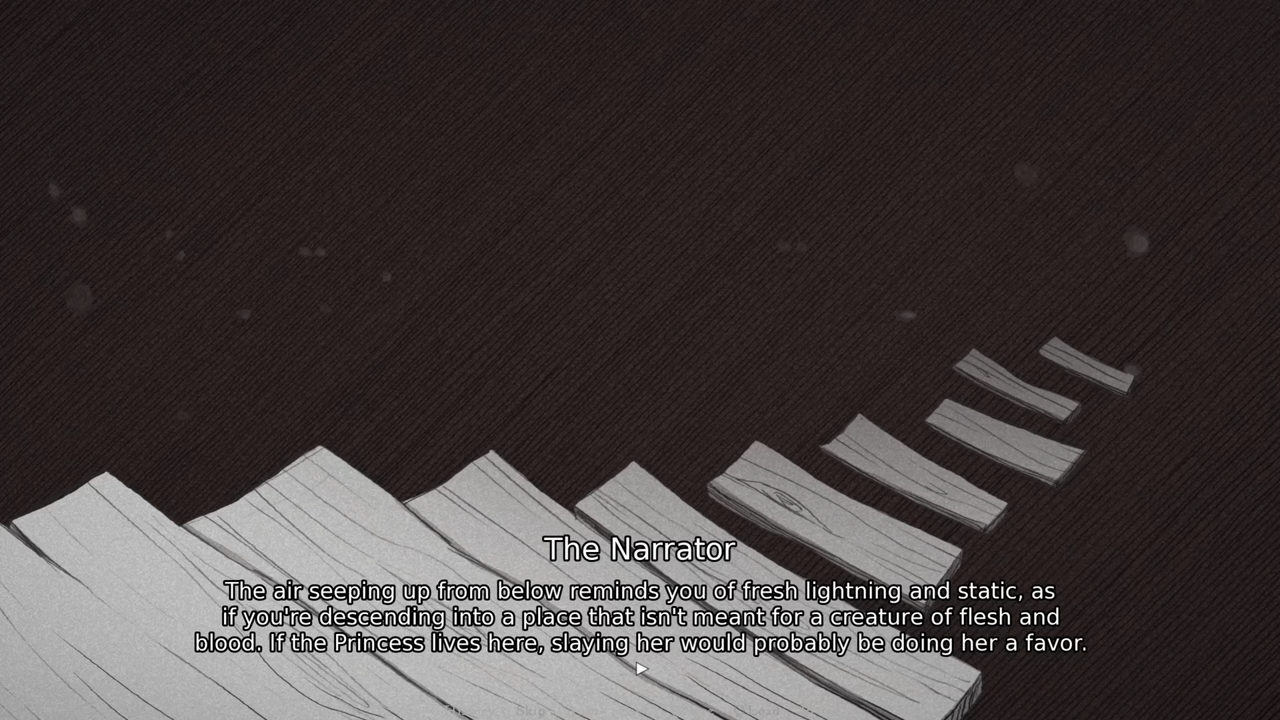 The Narrator
The air seeping up from below reminds you of fresh lightning and static, as
if you're descending into a place that isn't meant for a creature of flesh and
blood. If the Princess lives here, slaying her would probably be doing her a favor.
Skip